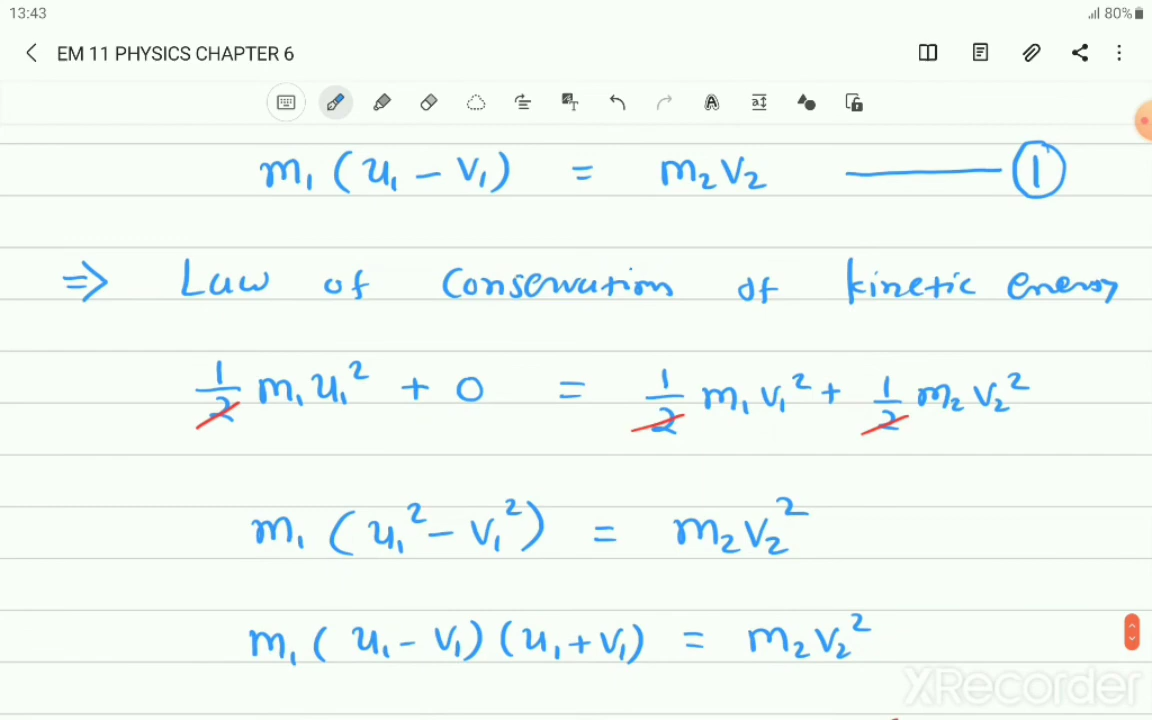 13:43 80%
EM 11 PHYSICS CHAPTER 6
m₁ (u₁ - v₁) = m₂v₂ ——— ①
⇒ Law of Conservation of kinetic energy
1/2 m₁u₁² + 0 = 1/2 m₁v₁² + 1/2 m₂v₂²
m₁ (u₁² - v₁²) = m₂v₂²
m₁ (u₁ - v₁) (u₁ + v₁) = m₂v₂²
XRecorder